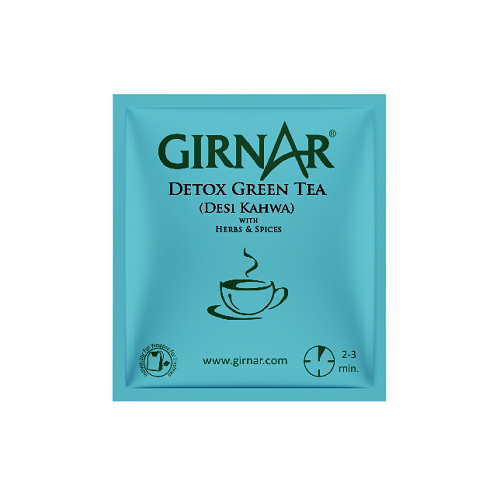 GIRNAR®
DETOX GREEN TEA
(DESI KAHWA)
WITH
HERBS & SPICES
www.girnar.com
2-3
min.